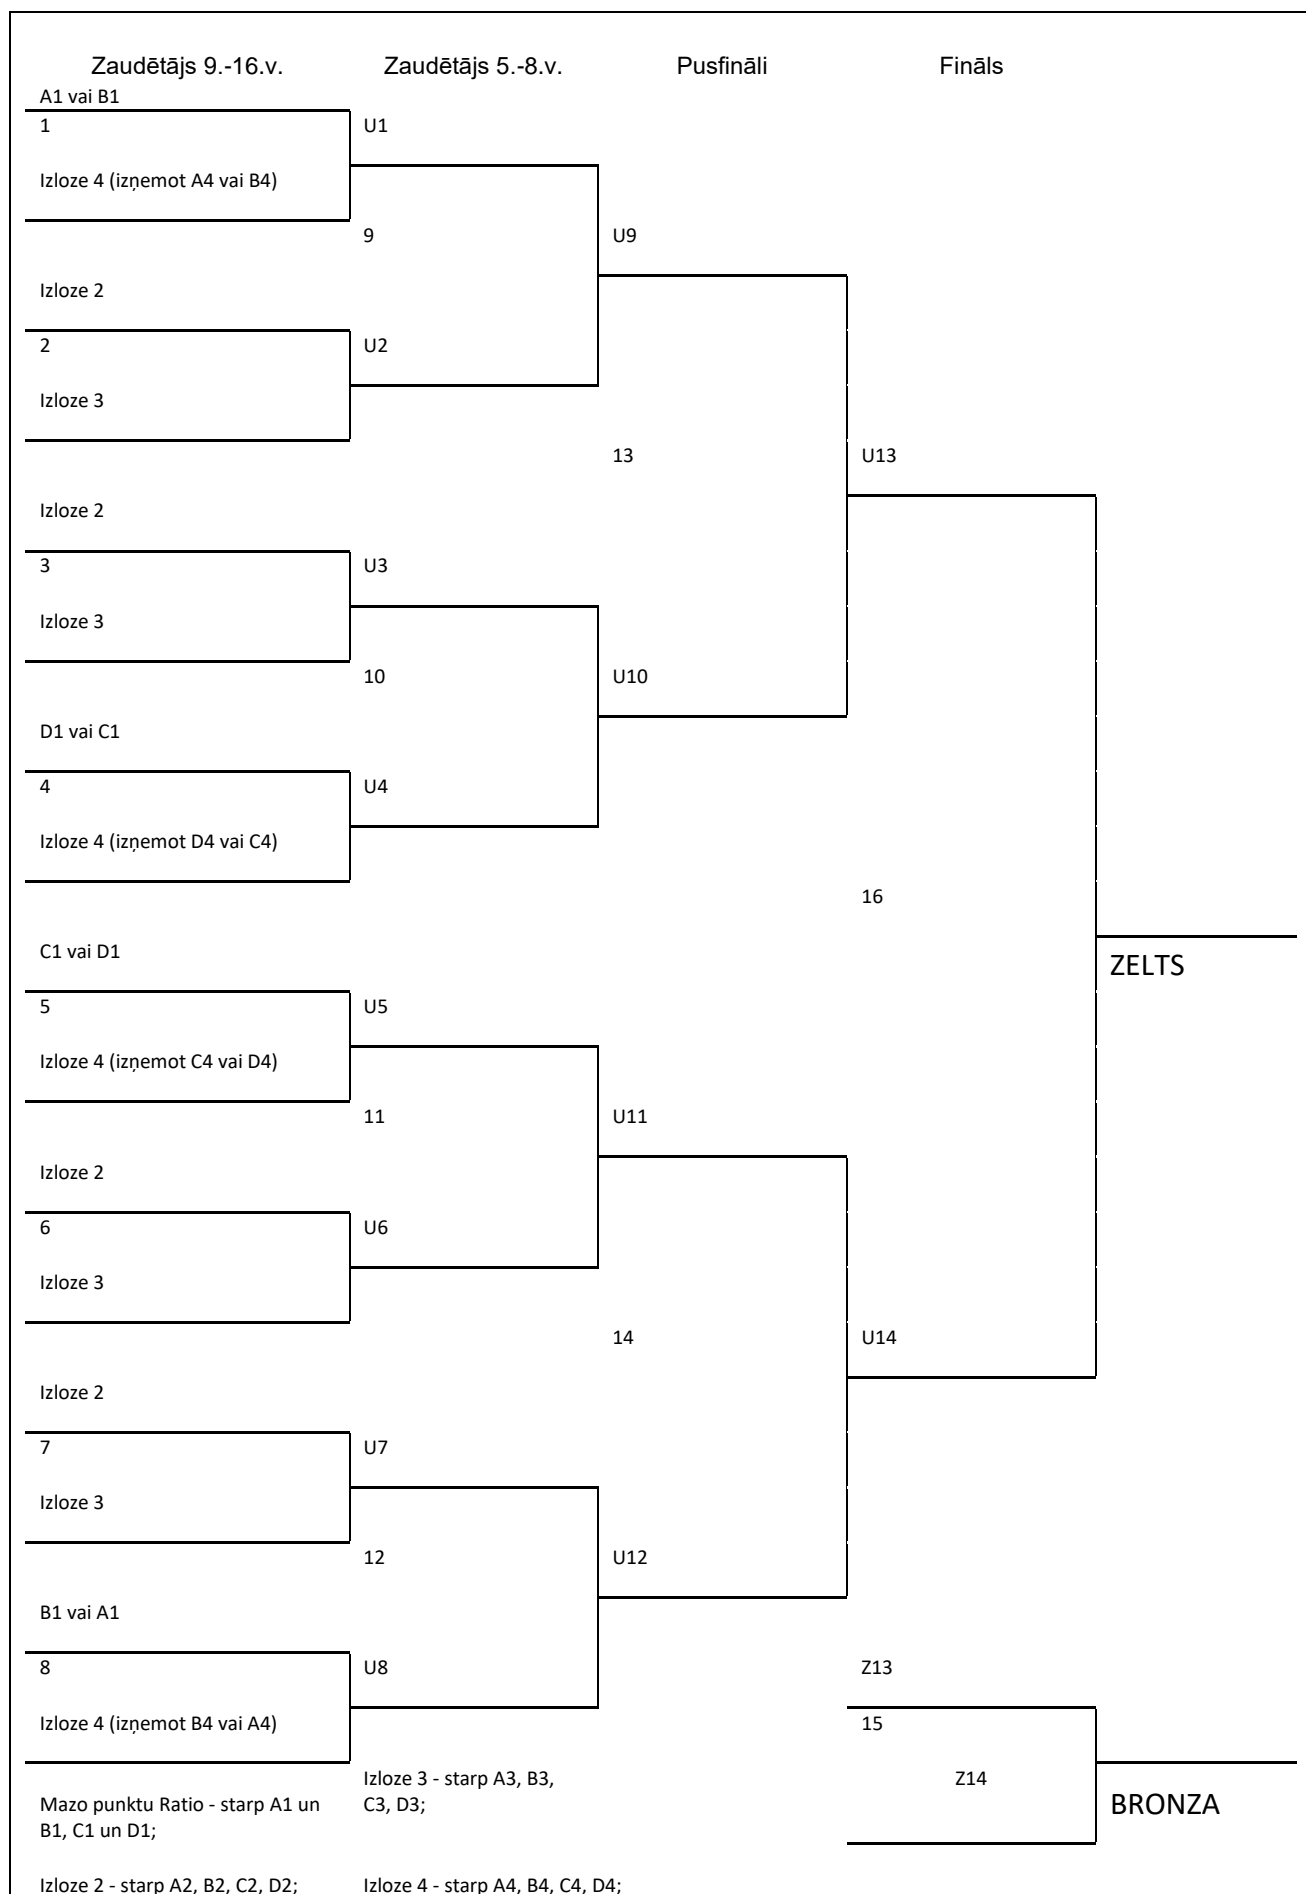 Zaudētājs 9.-16.v. Zaudētājs 5.-8.v. Pusfināli Fināls
A1 vai B1
1 U1
Izloze 4 (izņemot A4 vai B4)
9 U9
Izloze 2
2 U2
Izloze 3
13 U13
Izloze 2
3 U3
Izloze 3
10 U10
D1 vai C1
4 U4
Izloze 4 (izņemot D4 vai C4)
16
C1 vai D1
ZELTS
5 U5
Izloze 4 (izņemot C4 vai D4)
11 U11
Izloze 2
6 U6
Izloze 3
14 U14
Izloze 2
7 U7
Izloze 3
12 U12
B1 vai A1
8 U8 Z13
Izloze 4 (izņemot B4 vai A4) 15
Izloze 3 - starp A3, B3, Z14
C3, D3;
Mazo punktu Ratio - starp A1 un BRONZA
B1, C1 un D1;
Izloze 2 - starp A2, B2, C2, D2; Izloze 4 - starp A4, B4, C4, D4;